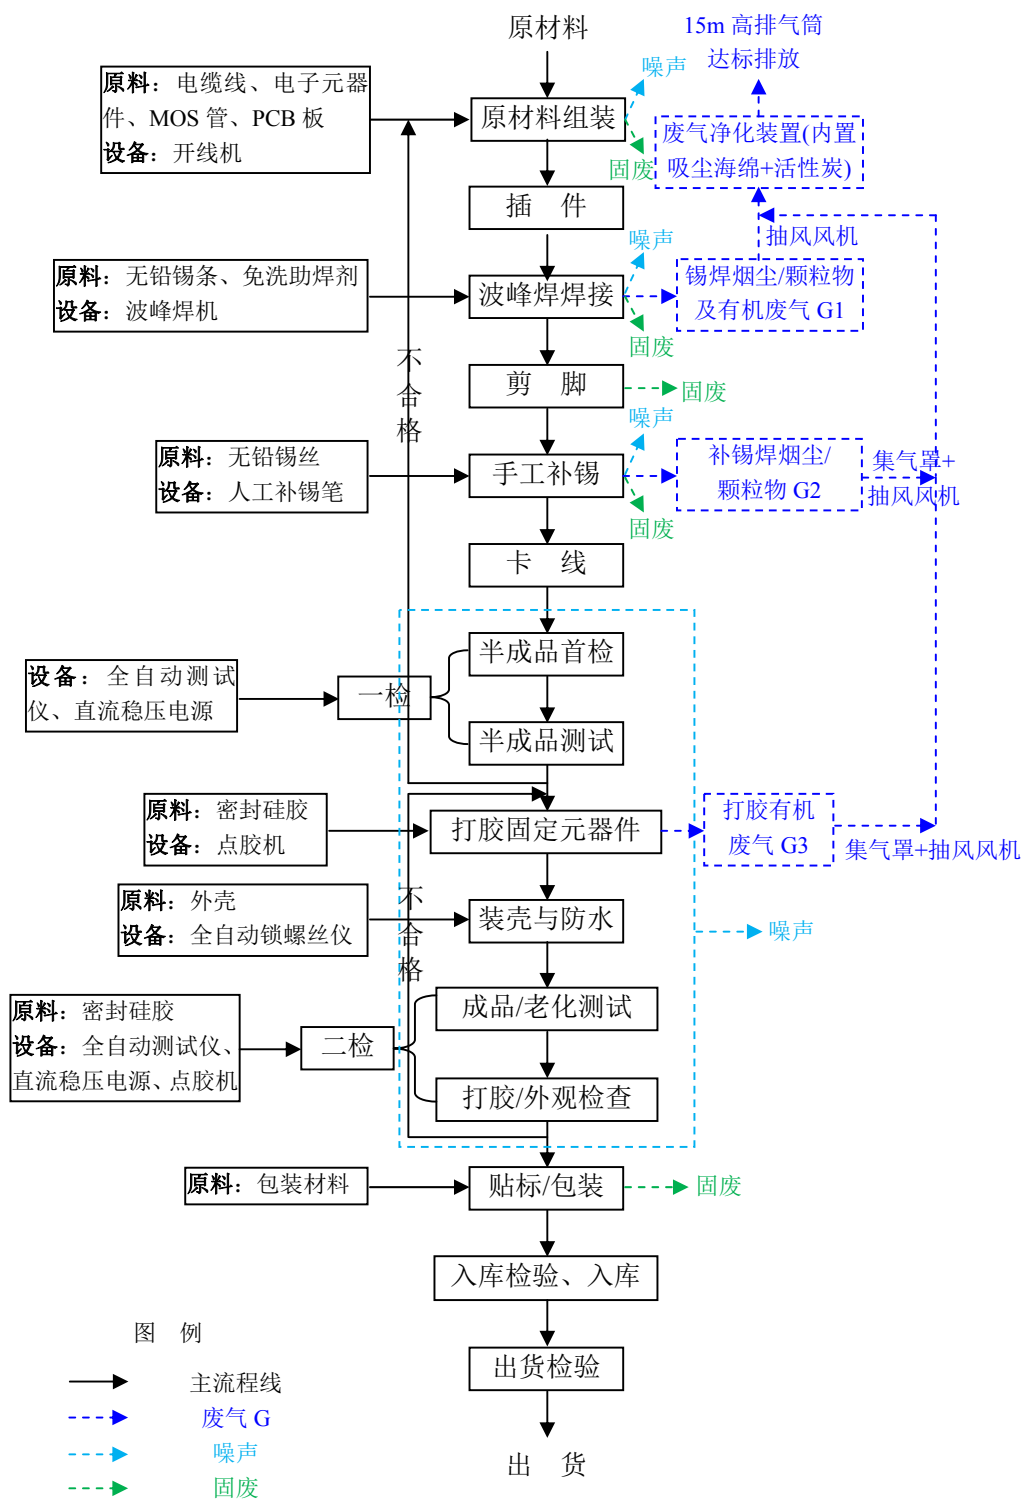 原材料
15m 高排气筒
达标排放
噪声
原料：电缆线、电子元器
件、MOS 管、PCB 板
设备：开线机
原材料组装
固废
废气净化装置(内置
吸尘海绵+活性炭)
插 件
抽风风机
噪声
原料：无铅锡条、免洗助焊剂
设备：波峰焊机
波峰焊焊接
锡焊烟尘/颗粒物
及有机废气 G1
固废
不合格
剪 脚
固废
噪声
原料：无铅锡丝
设备：人工补锡笔
手工补锡
补锡焊烟尘/
颗粒物 G2
集气罩+
抽风风机
固废
卡 线
半成品首检
设备：全自动测试
仪、直流稳压电源
一检
半成品测试
原料：密封硅胶
设备：点胶机
打胶固定元器件
打胶有机
废气 G3
集气罩+抽风风机
不合格
原料：外壳
设备：全自动锁螺丝仪
装壳与防水
噪声
成品/老化测试
原料：密封硅胶
设备：全自动测试仪、
直流稳压电源、点胶机
二检
打胶/外观检查
原料：包装材料
贴标/包装
固废
入库检验、入库
出货检验
出 货
图 例
主流程线
废气 G
噪声
固废